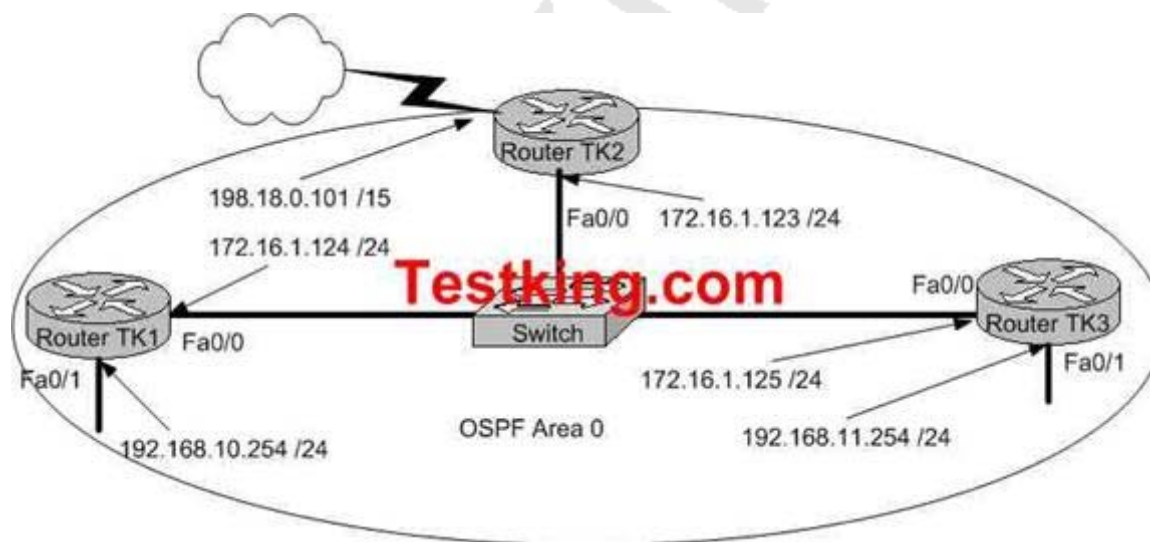 Router TK2
198.18.0.101 /15
Fa0/0
172.16.1.123 /24
172.16.1.124 /24
Testking.com
Fa0/0
Router TK1
Fa0/0
Switch
Router TK3
Fa0/1
172.16.1.125 /24
Fa0/1
OSPF Area 0
192.168.10.254 /24
192.168.11.254 /24